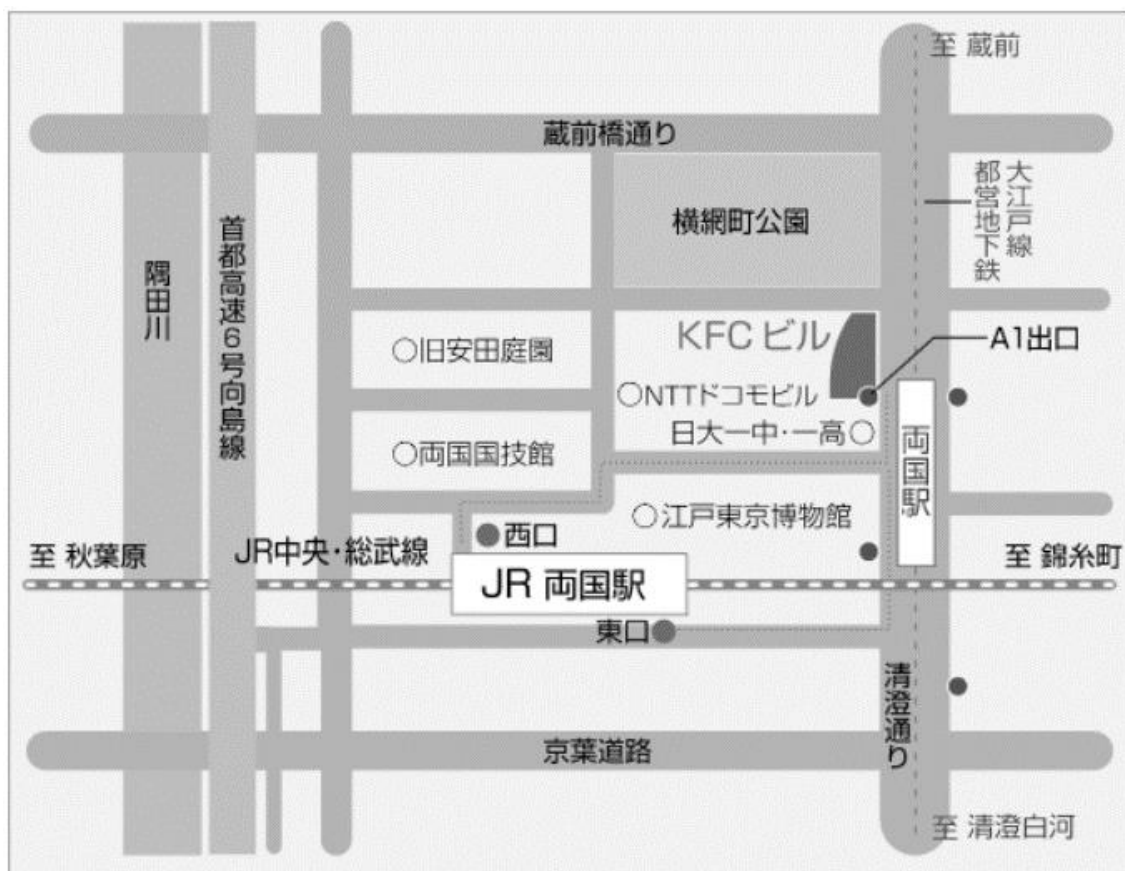 至 蔵前
蔵前橋通り
大江戸線
都営地下鉄
横網町公園
首都高速6号向島線
隅田川
KFC ビル
A1出口
○旧安田庭園
○NTTドコモビル
日大一中・一高○
○両国国技館
両国駅
○江戸東京博物館
西口
至 秋葉原
JR中央・総武線
至 錦糸町
JR 両国駅
東口
清澄通り
京葉道路
至 清澄白河